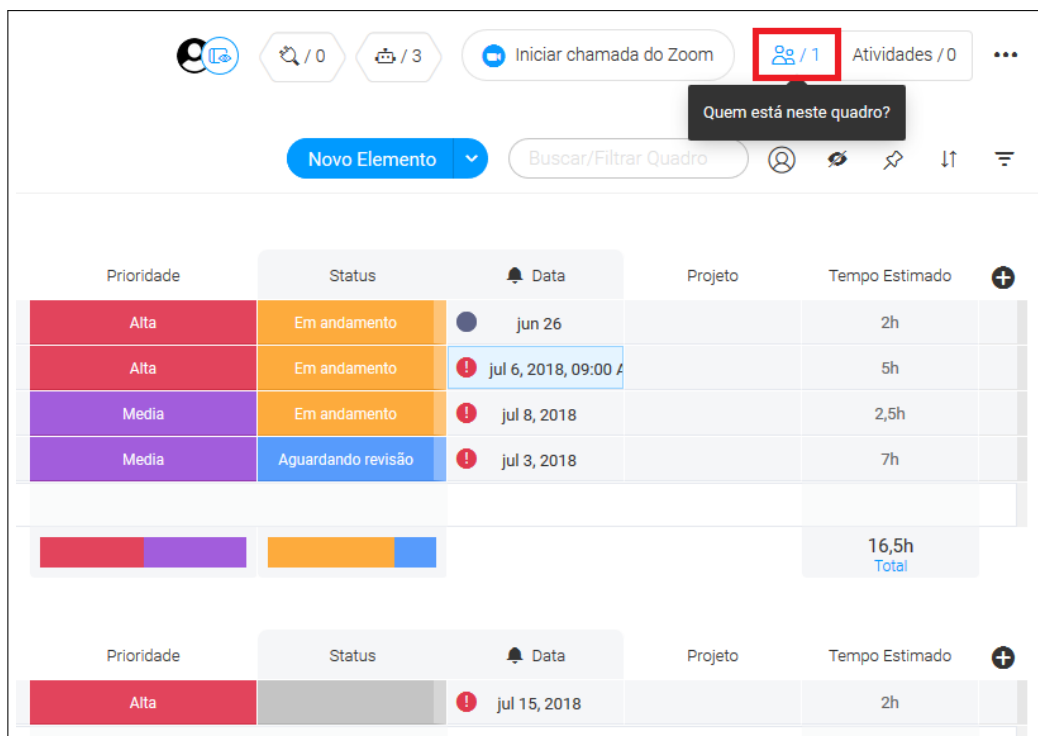 / 0
/ 3
Iniciar chamada do Zoom
/ 1
Atividades / 0
Quem está neste quadro?
Novo Elemento
Buscar/Filtrar Quadro
Prioridade Status Data Projeto Tempo Estimado
Alta Em andamento jun 26 2h
Alta Em andamento jul 6, 2018, 09:00 A 5h
Media Em andamento jul 8, 2018 2,5h
Media Aguardando revisão jul 3, 2018 7h
16,5h
Total
Prioridade Status Data Projeto Tempo Estimado
Alta jul 15, 2018 2h